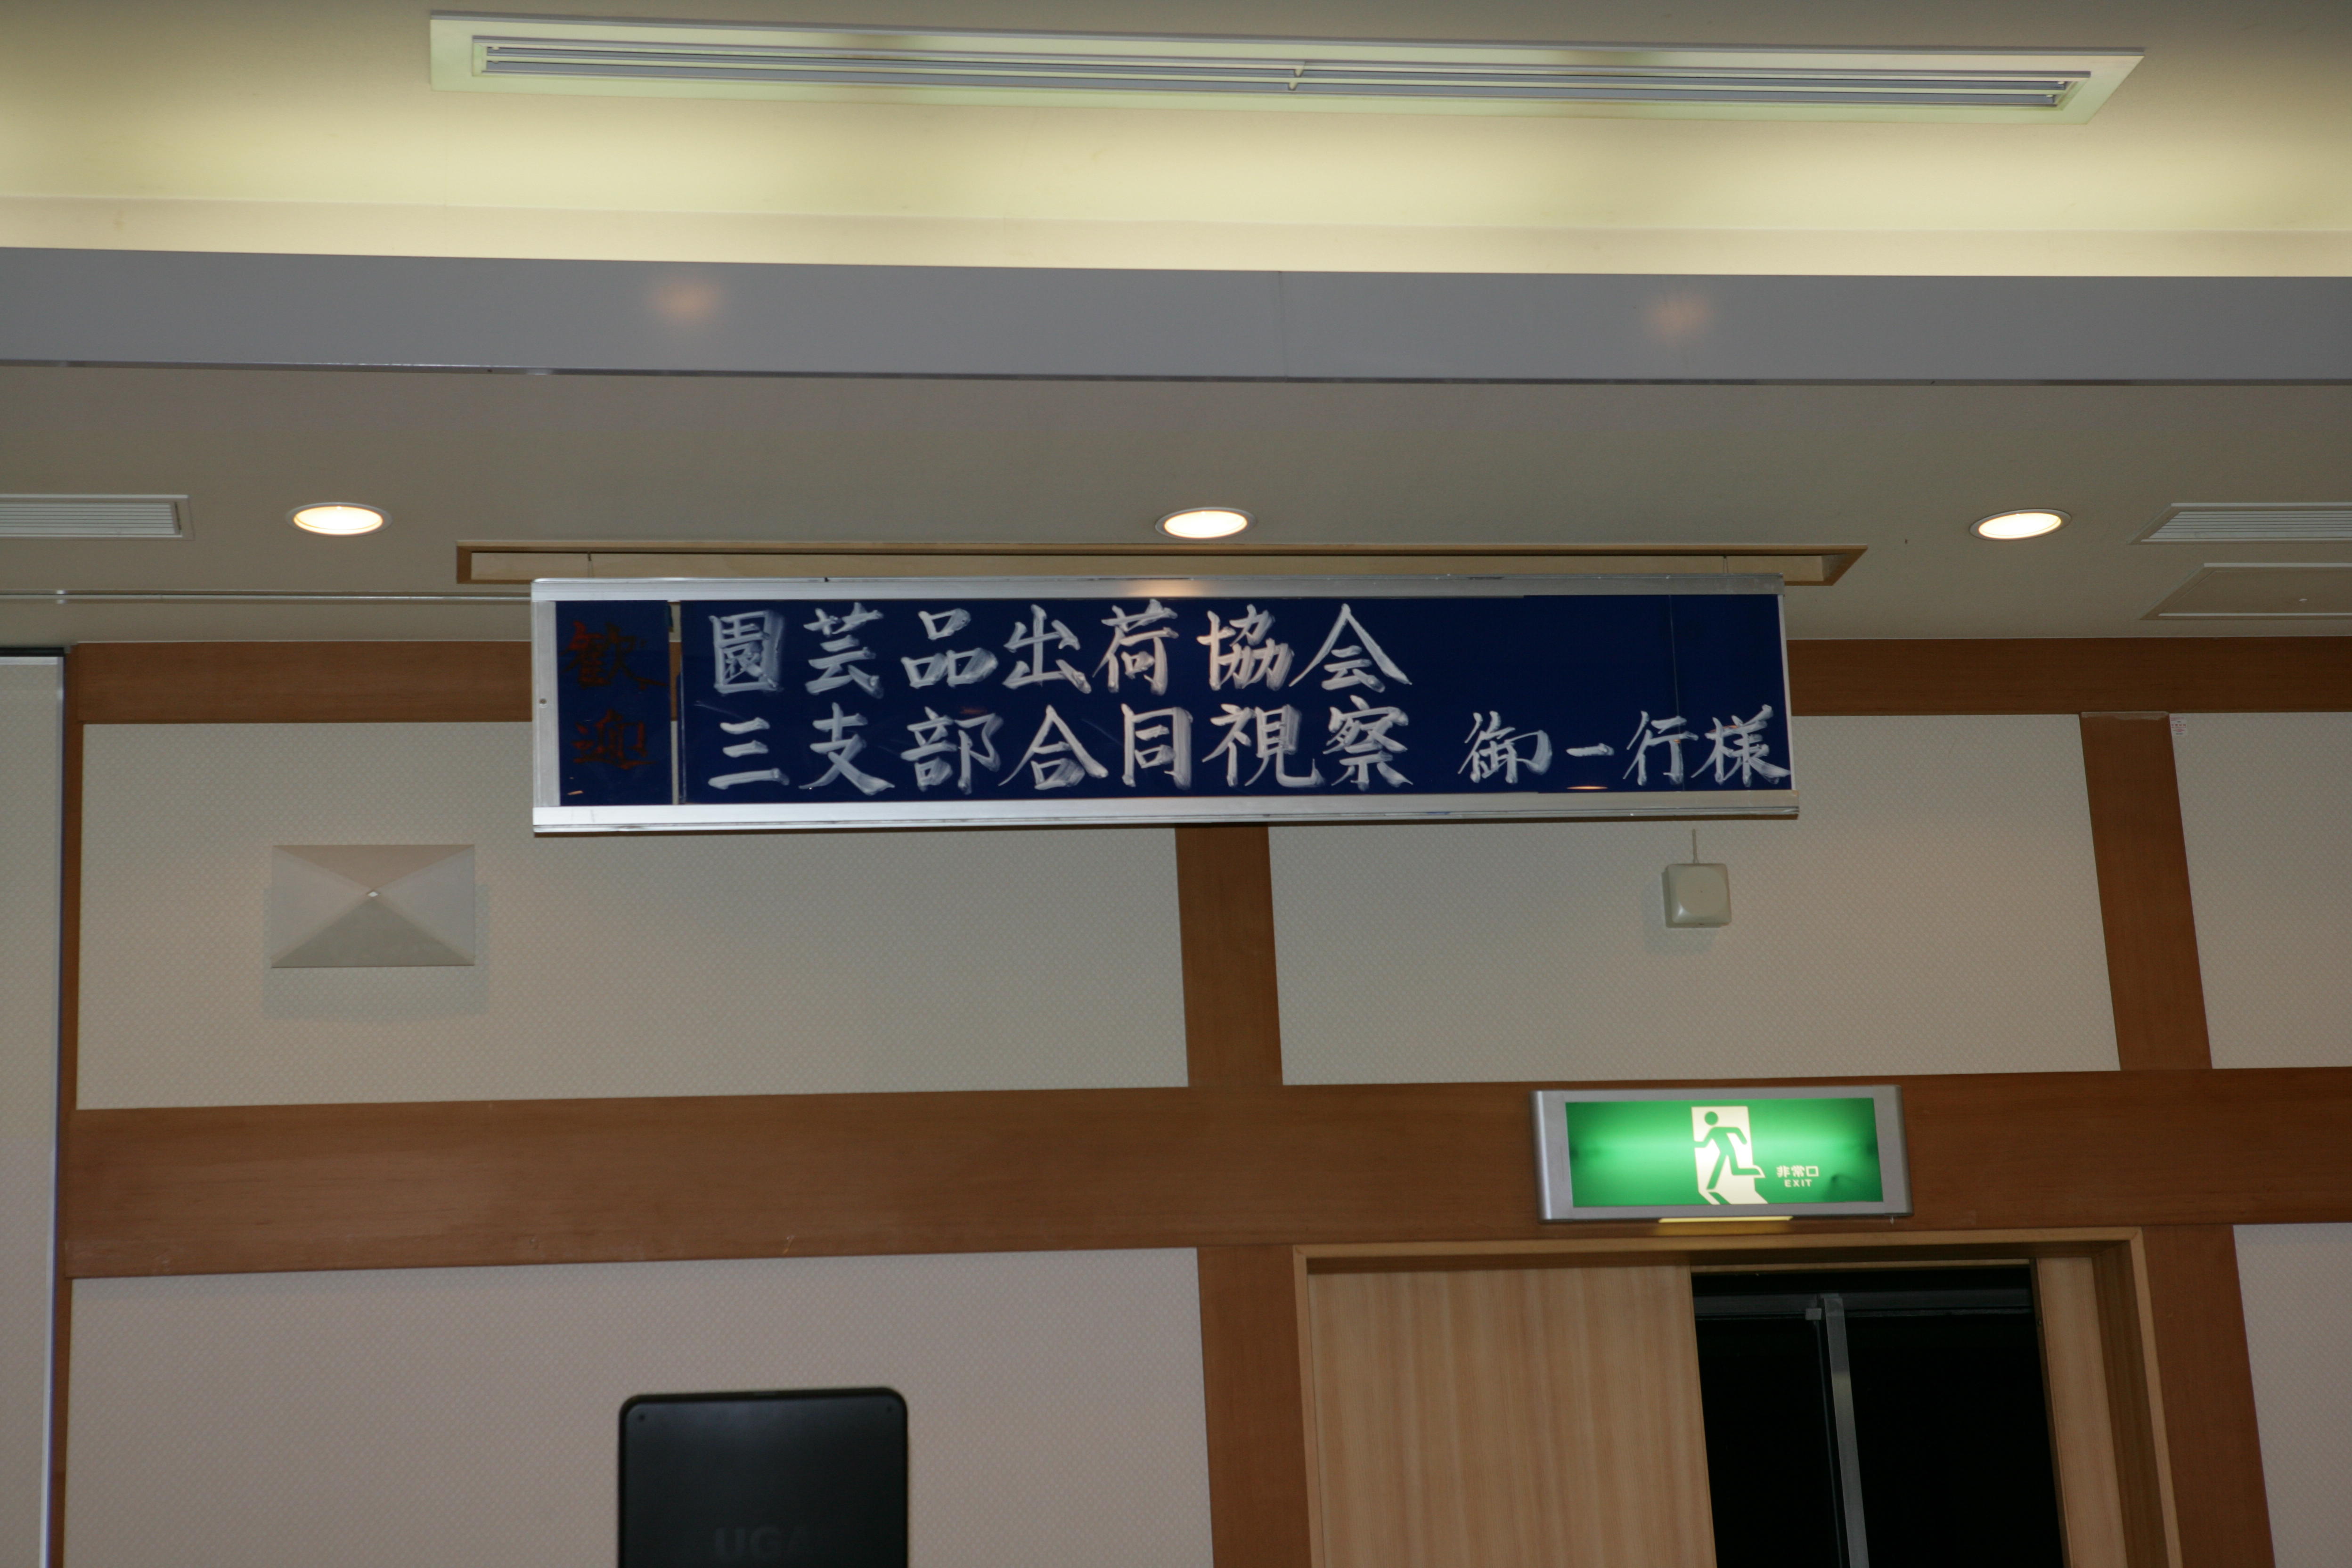 歓迎
園芸品出荷協会
三支部合同視察 御一行様
非常口
EXIT